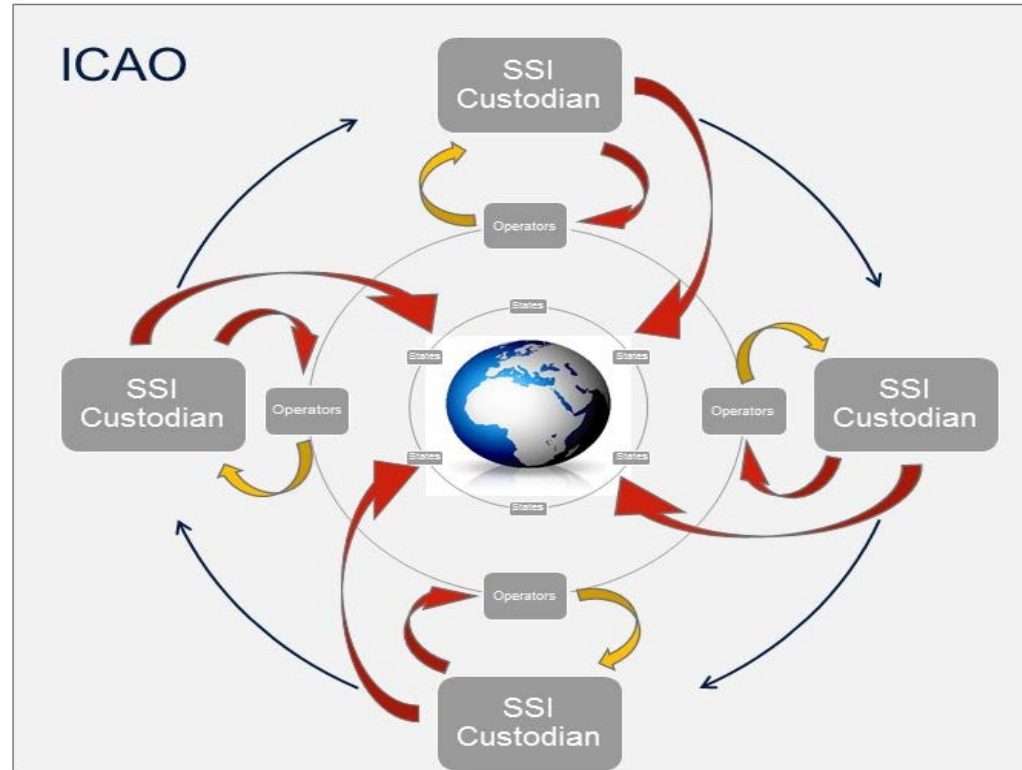 ICAO
SSI
Custodian
Operators
States
States
States
SSI
Custodian
Operators
Operators
SSI
Custodian
States
States
States
Operators
SSI
Custodian